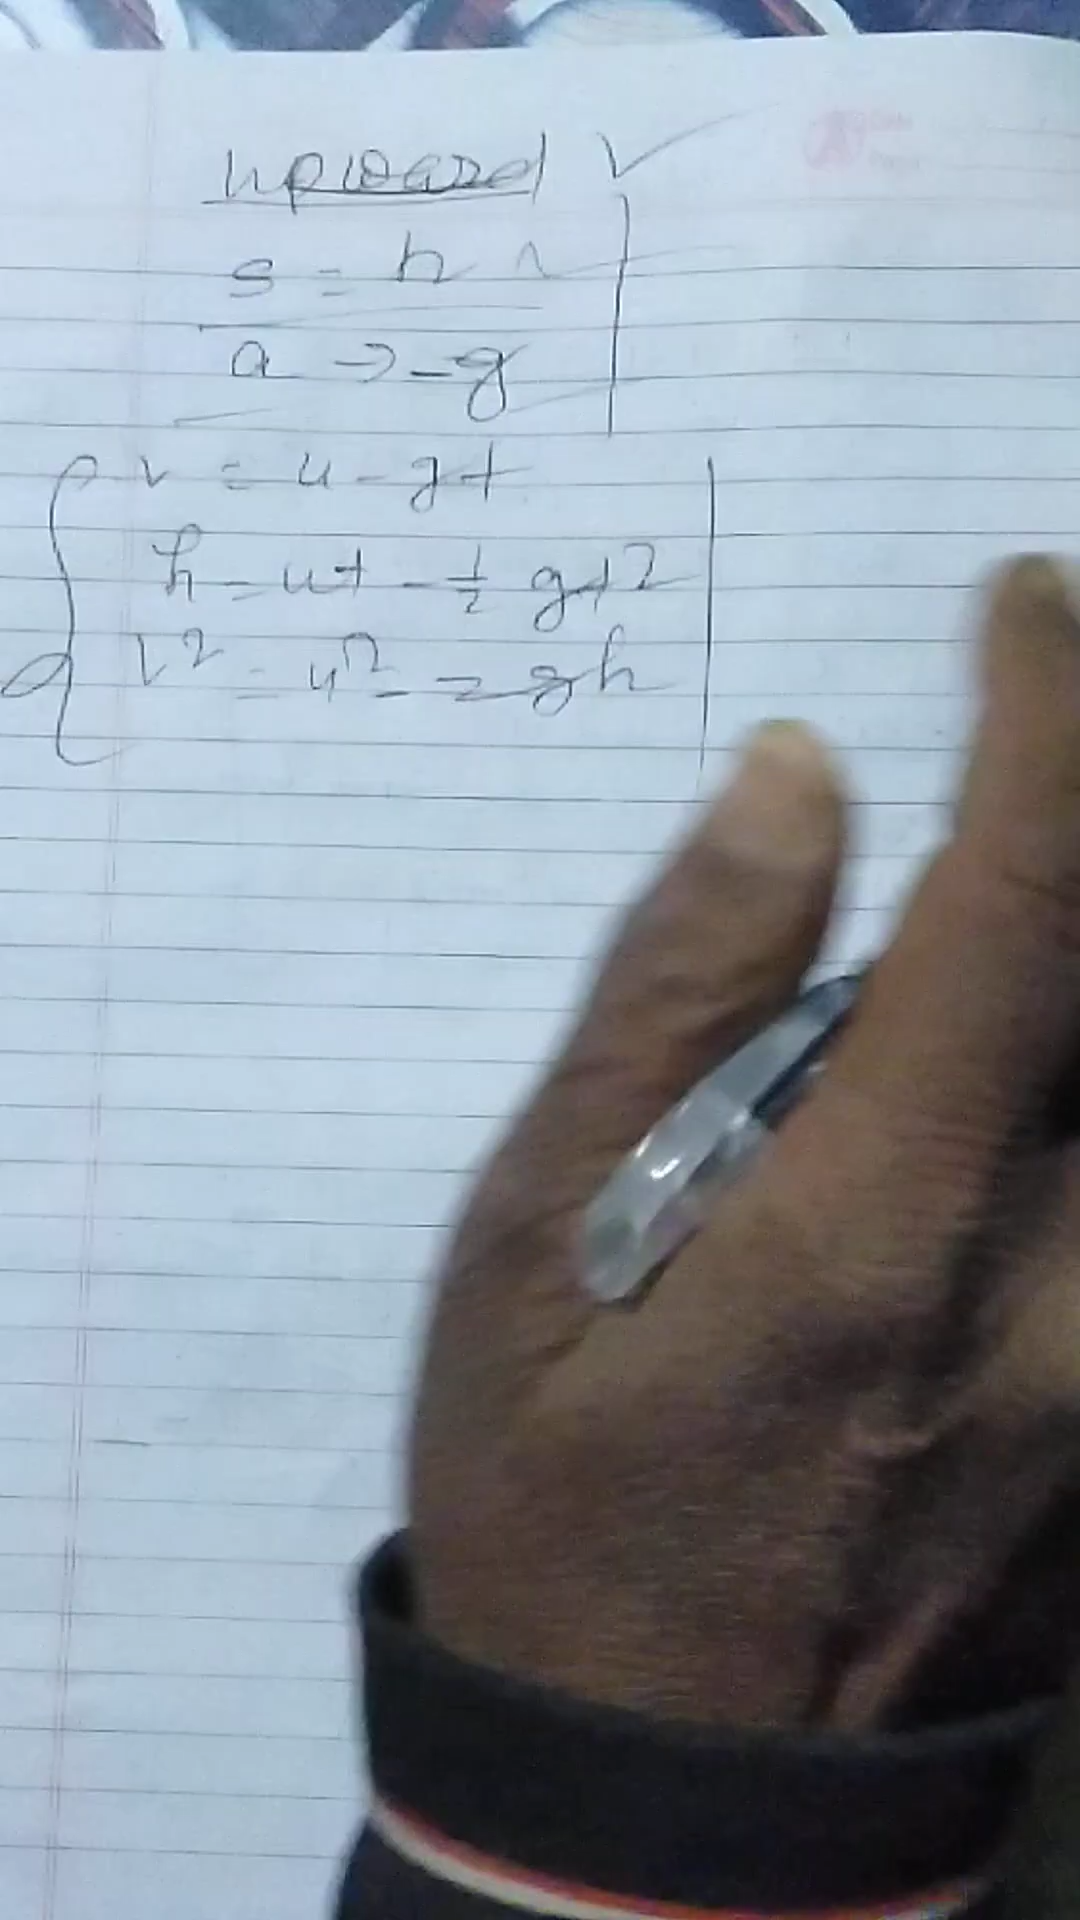 upward ✓
s = h
a → -g
v = u - gt
h = ut - 1/2 gt2
v2 = u2 - 2gh